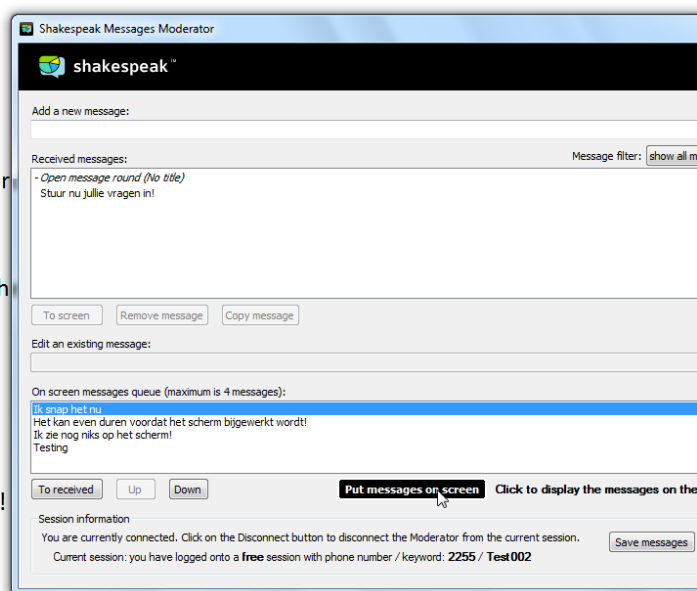 Shakespeak Messages Moderator
shakespeak™
Add a new message:
Received messages:
Message filter: show all m
- Open message round (No title)
Stuur nu jullie vragen in!
r
h
To screen Remove message Copy message
Edit an existing message:
On screen messages queue (maximum is 4 messages):
Ik snap het nu
Het kan even duren voordat het scherm bijgewerkt wordt!
Ik zie nog niks op het scherm!
Testing
To received Up Down Put messages on screen Click to display the messages on the
!
Session information
You are currently connected. Click on the Disconnect button to disconnect the Moderator from the current session.
Save messages
Current session: you have logged onto a free session with phone number / keyword: 2255 / Test002